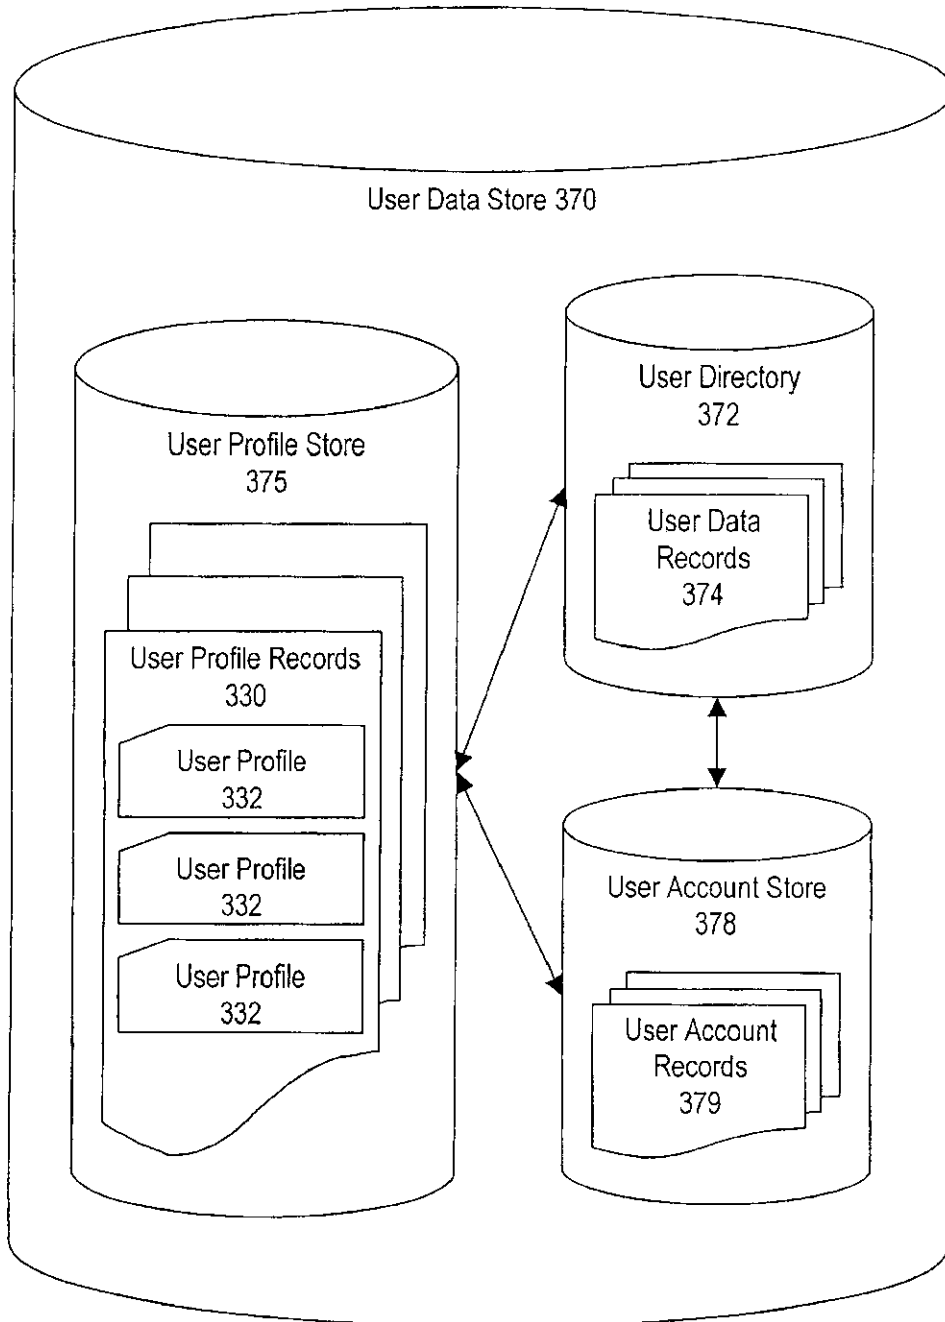 User Data Store 370
User Profile Store
375
User Profile Records
330
User Profile
332
User Profile
332
User Profile
332
User Directory
372
User Data
Records
374
User Account Store
378
User Account
Records
379